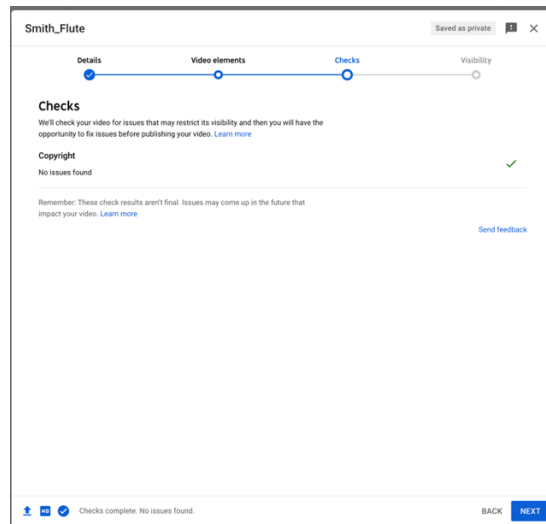 Smith_Flute
Saved as private
Details
Video elements
Checks
Visibility
Checks
We'll check your video for issues that may restrict its visibility and then you will have the
opportunity to fix issues before publishing your video. Learn more
Copyright
No issues found
Remember: These check results aren't final. Issues may come up in the future that
impact your video. Learn more
Send feedback
HD
Checks complete. No issues found.
BACK
NEXT